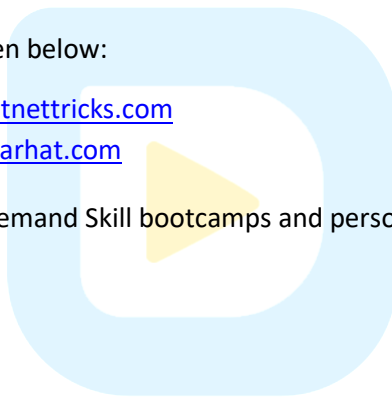 en below:
tnettricks.com
arhat.com
emand Skill bootcamps and perso